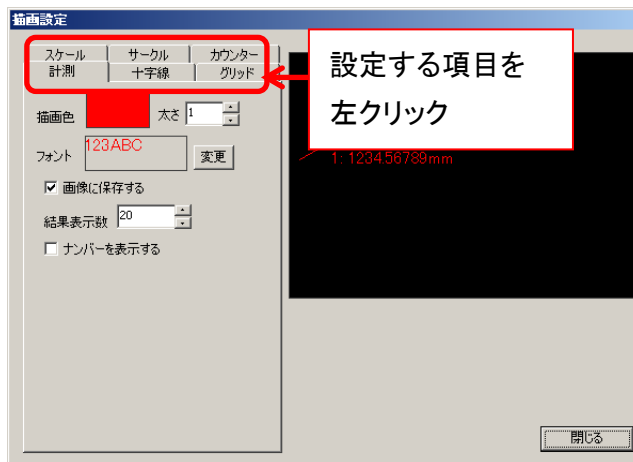 描画設定
スケール サークル カウンター
計測 十字線 グリッド
設定する項目を
左クリック
描画色 太さ 1
フォント 123ABC 変更
1: 1234.56789mm
画像に保存する
結果表示数 20
ナンバーを表示する
閉じる